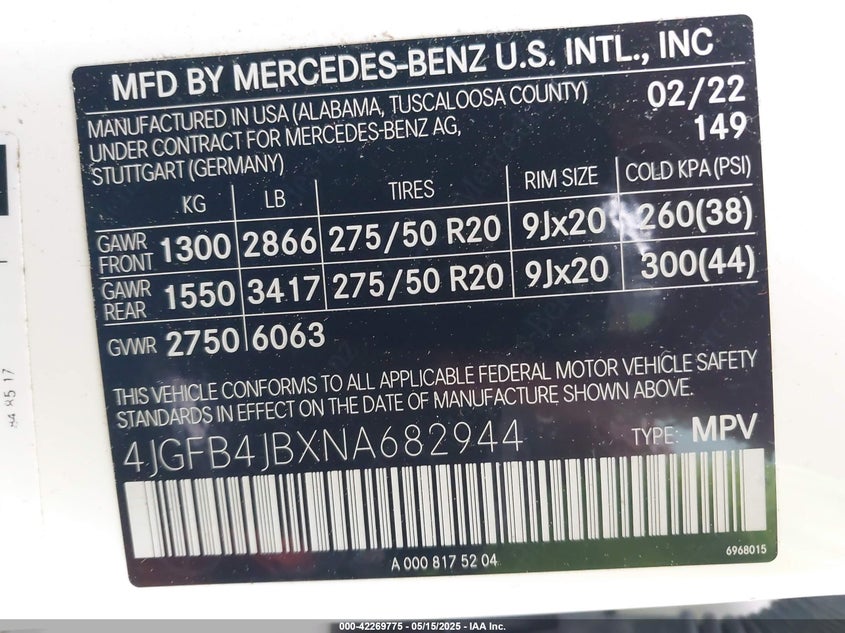 MFD BY MERCEDES-BENZ U.S. INTL., INC
MANUFACTURED IN USA (ALABAMA, TUSCALOOSA COUNTY) 02/22
UNDER CONTRACT FOR MERCEDES-BENZ AG, 149
STUTTGART (GERMANY)
KG LB TIRES RIM SIZE COLD KPA (PSI)
GAWR FRONT 1300 2866 275/50 R20 9Jx20 260(38)
GAWR REAR 1550 3417 275/50 R20 9Jx20 300(44)
GVWR 2750 6063
THIS VEHICLE CONFORMS TO ALL APPLICABLE FEDERAL MOTOR VEHICLE SAFETY
STANDARDS IN EFFECT ON THE DATE OF MANUFACTURE SHOWN ABOVE.
4JGFB4JBXNA682944 TYPE: MPV
A 000 817 52 04
6968015
000-42269775 - 05/15/2025 - IAA Inc.